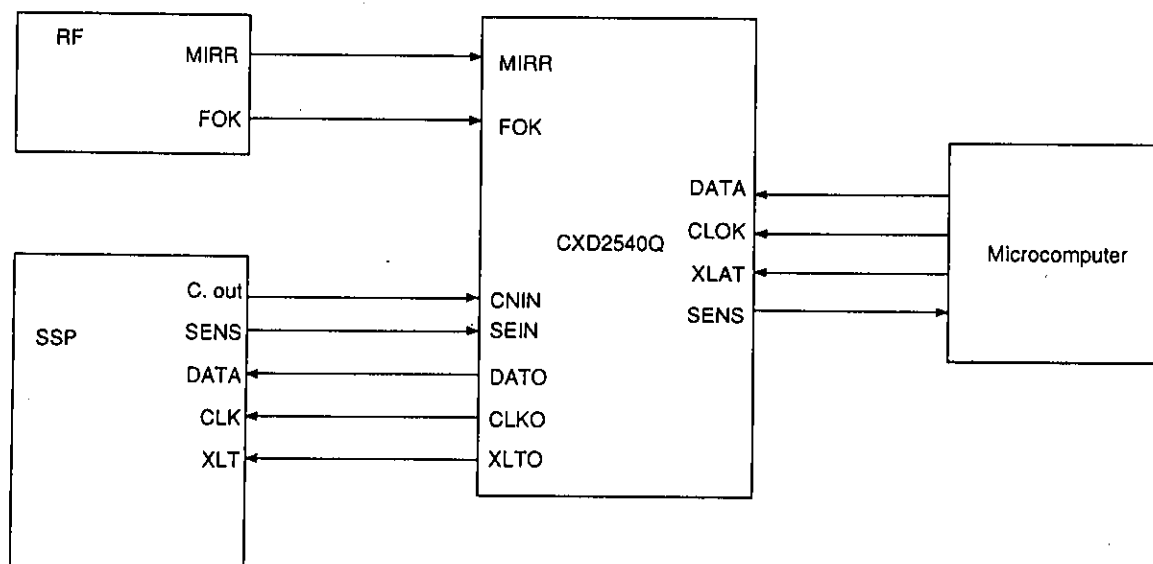 RF
MIRR
FOK
MIRR
FOK
CXD2540Q
DATA
CLOK
XLAT
SENS
Microcomputer
SSP
C. out
SENS
DATA
CLK
XLT
CNIN
SEIN
DATO
CLKO
XLTO